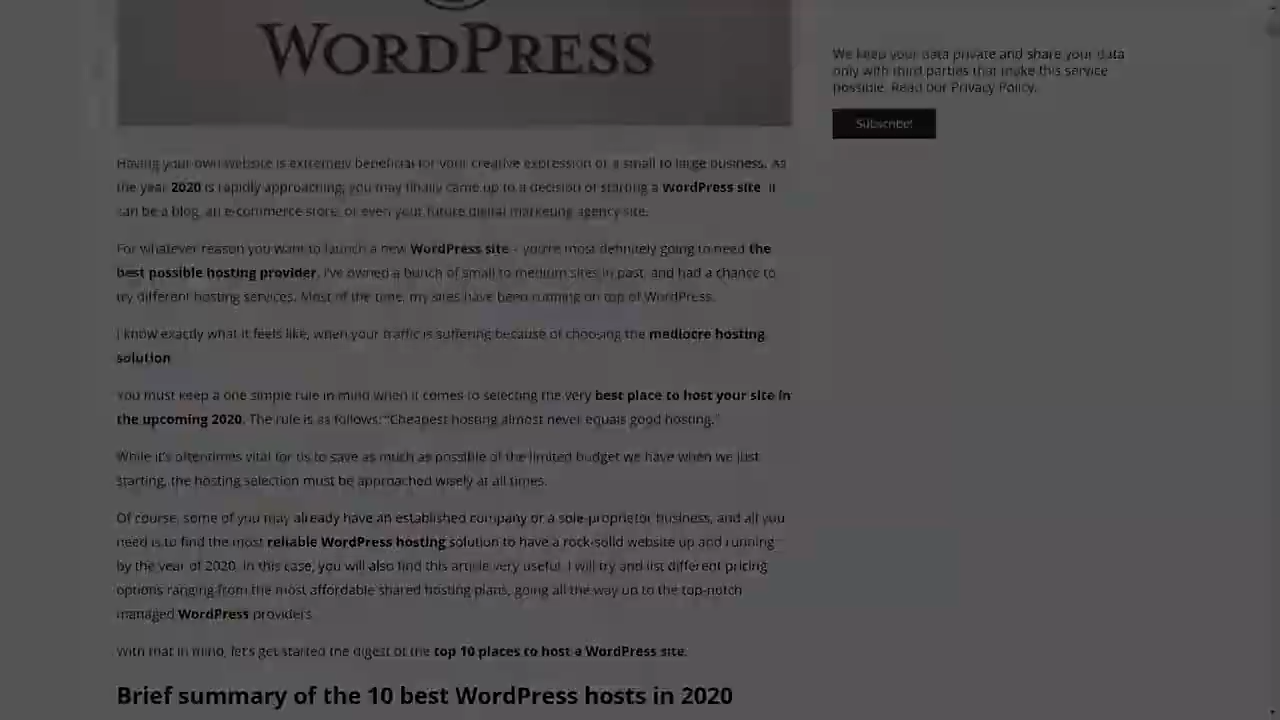 WORDPRESS
We keep your data private and share your data
only with third parties that make this service
possible. Read our Privacy Policy.
Subscribe!
Having your own website is extremely beneficial for your creative expression or a small to large business. As
the year 2020 is rapidly approaching, you may finally came up to a decision of starting a WordPress site. It
can be a blog, an e-commerce store, or even your future digital marketing agency site.
For whatever reason you want to launch a new WordPress site – you're most definitely going to need the
best possible hosting provider. I've owned a bunch of small to medium sites in past, and had a chance to
try different hosting services. Most of the time, my sites have been running on top of WordPress.
I know exactly what it feels like, when your traffic is suffering because of choosing the mediocre hosting
solution.
You must keep a one simple rule in mind when it comes to selecting the very best place to host your site in
the upcoming 2020. The rule is as follows: “Cheapest hosting almost never equals good hosting.”
While it's oftentimes vital for us to save as much as possible of the limited budget we have when we just
starting, the hosting selection must be approached wisely at all times.
Of course, some of you may already have an established company or a sole-proprietor business, and all you
need is to find the most reliable WordPress hosting solution to have a rock-solid website up and running
by the year of 2020. In this case, you will also find this article very useful. I will try and list different pricing
options ranging from the most affordable shared hosting plans, going all the way up to the top-notch
managed WordPress providers.
With that in mind, let's get started the digest of the top 10 places to host a WordPress site.
Brief summary of the 10 best WordPress hosts in 2020